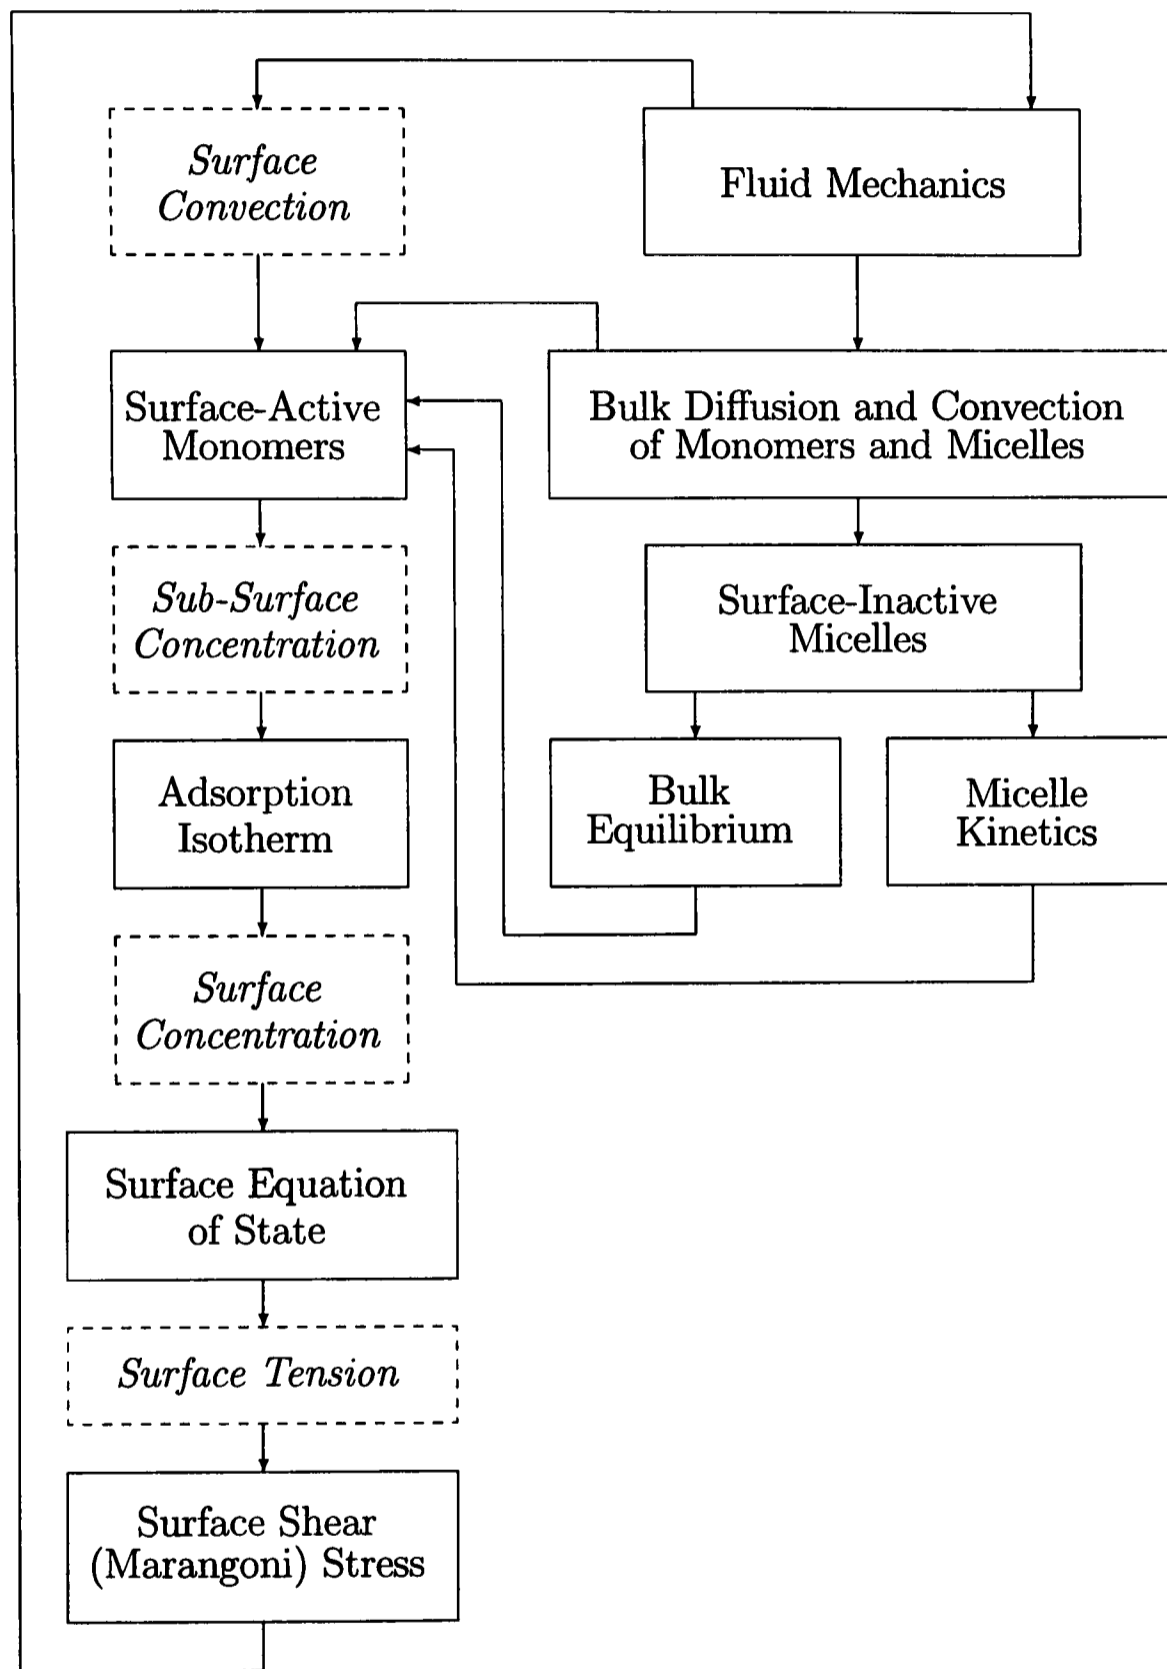 Surface
Convection
Fluid Mechanics
Surface-Active
Monomers
Bulk Diffusion and Convection
of Monomers and Micelles
Sub-Surface
Concentration
Surface-Inactive
Micelles
Adsorption
Isotherm
Bulk
Equilibrium
Micelle
Kinetics
Surface
Concentration
Surface Equation
of State
Surface Tension
Surface Shear
(Marangoni) Stress